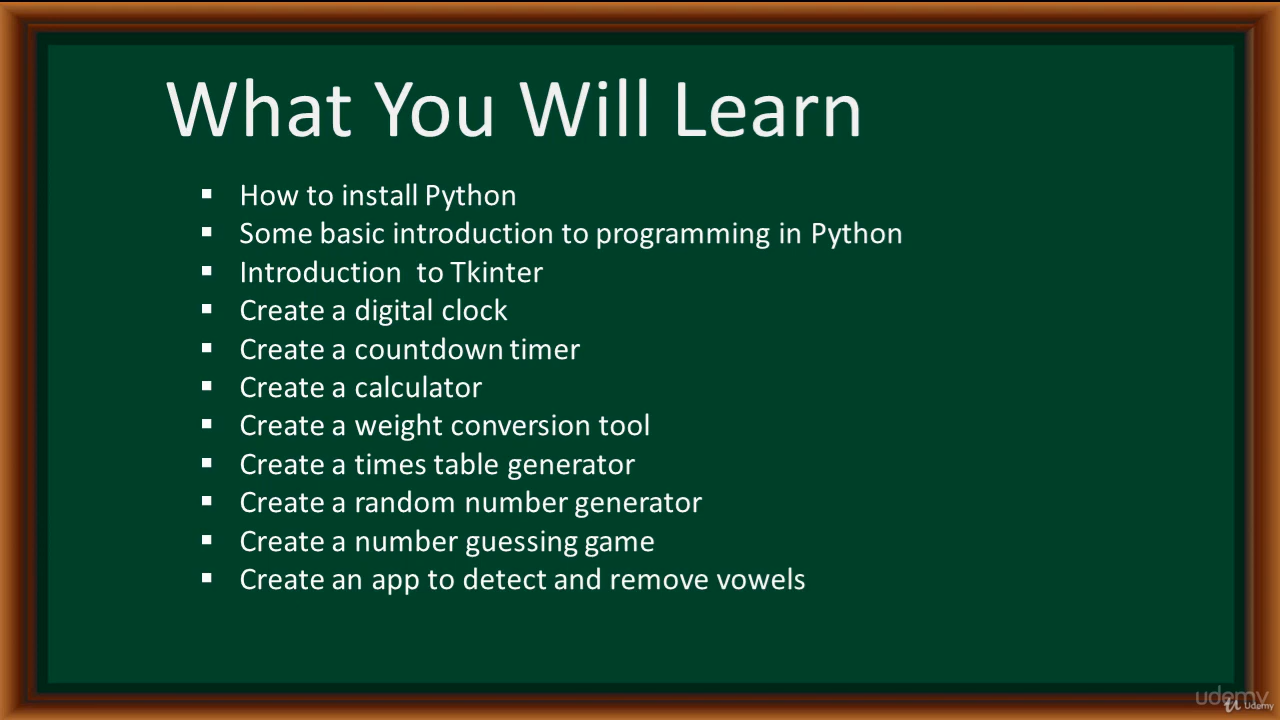 What You Will Learn
▪ How to install Python
▪ Some basic introduction to programming in Python
▪ Introduction  to Tkinter
▪ Create a digital clock
▪ Create a countdown timer
▪ Create a calculator
▪ Create a weight conversion tool
▪ Create a times table generator
▪ Create a random number generator
▪ Create a number guessing game
▪ Create an app to detect and remove vowels
udemy
Udemy